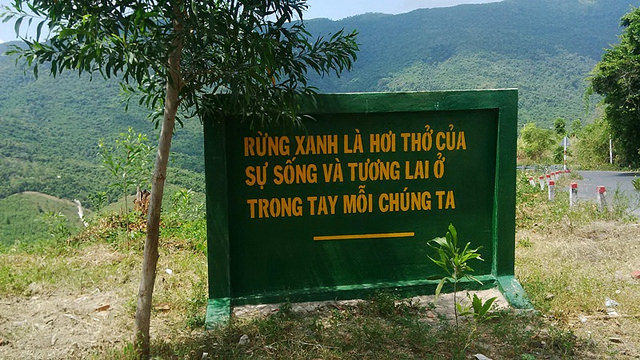 RỪNG XANH LÀ HƠI THỞ CỦA
SỰ SỐNG VÀ TƯƠNG LAI Ở
TRONG TAY MỖI CHÚNG TA